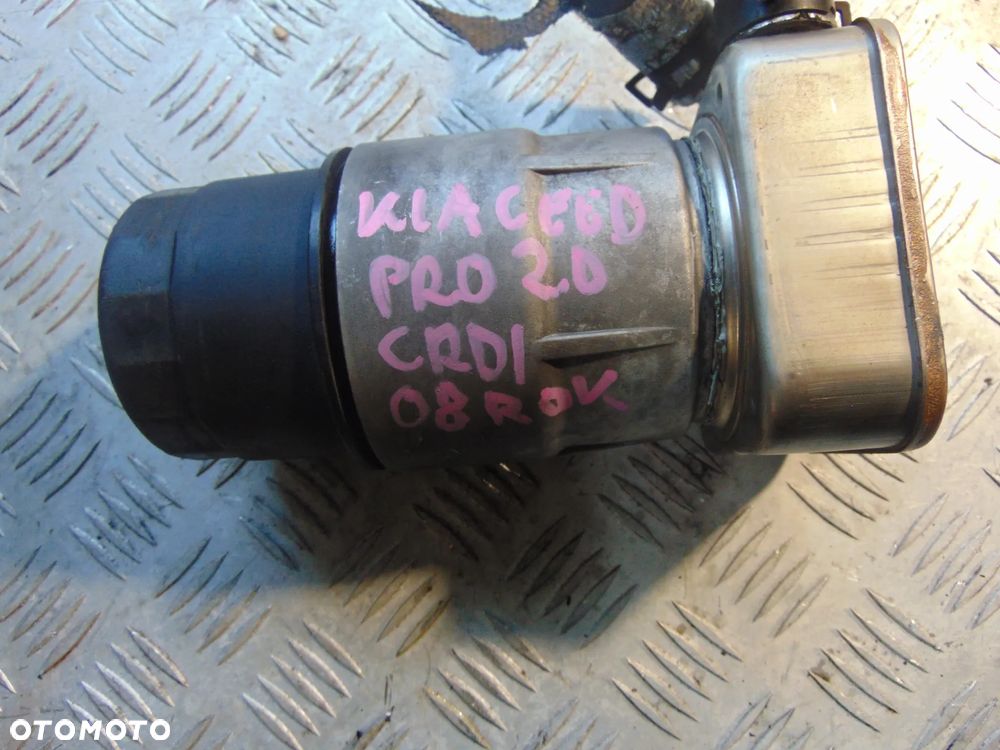 KIA CEED
PRO 2.0
CRDI
08 ROK
OTOMOTO